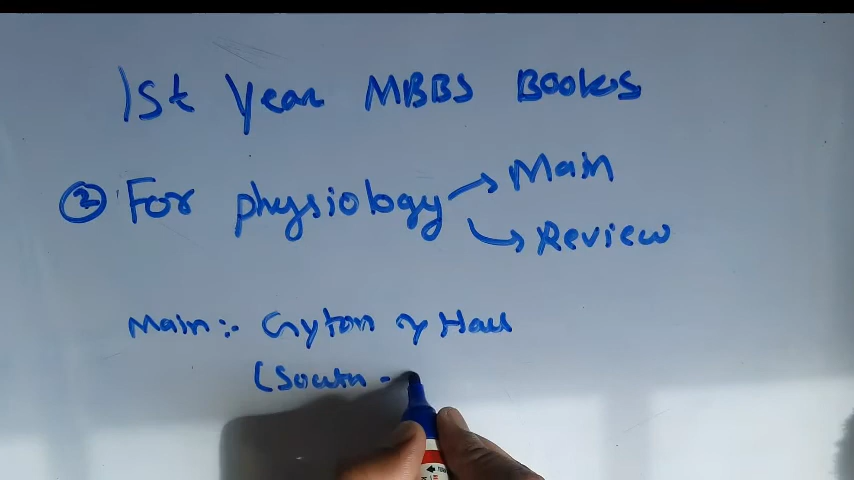 1st Year MBBS Books
② For physiology → Main
→ Review
Main :- Gyton & Hall
(South -